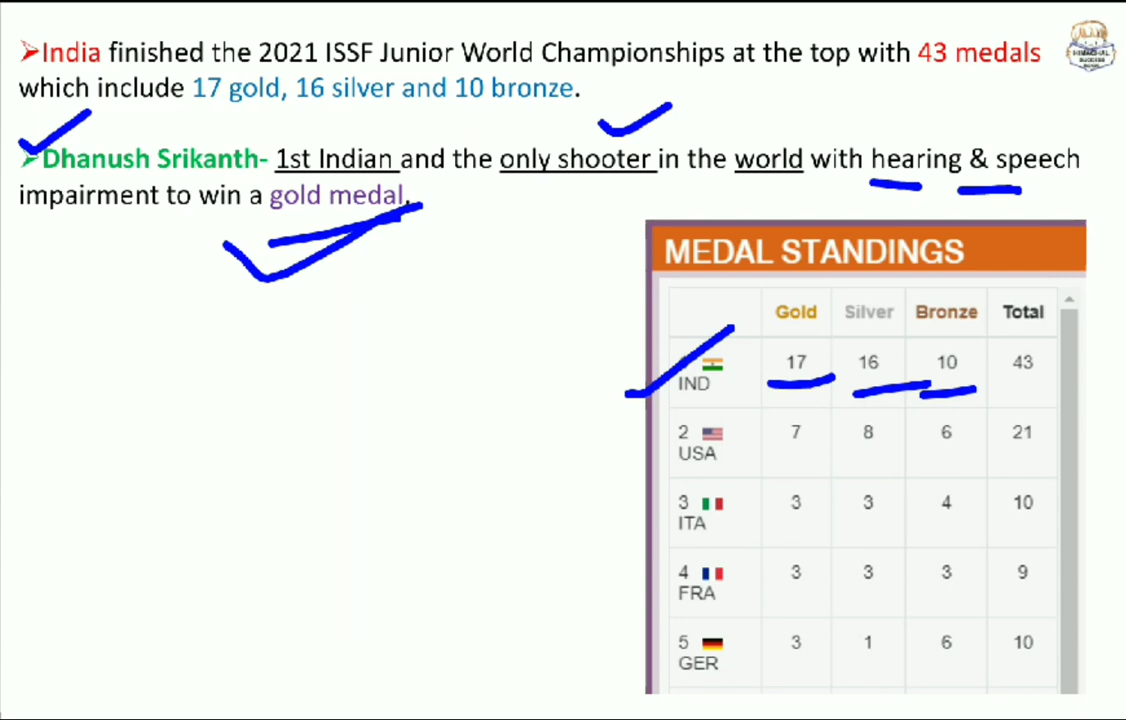 ➢India finished the 2021 ISSF Junior World Championships at the top with 43 medals
which include 17 gold, 16 silver and 10 bronze.
➢Dhanush Srikanth- 1st Indian and the only shooter in the world with hearing & speech
impairment to win a gold medal.
MEDAL STANDINGS
Gold Silver Bronze Total
IND 17 16 10 43
2 USA 7 8 6 21
3 ITA 3 3 4 10
4 FRA 3 3 3 9
5 GER 3 1 6 10